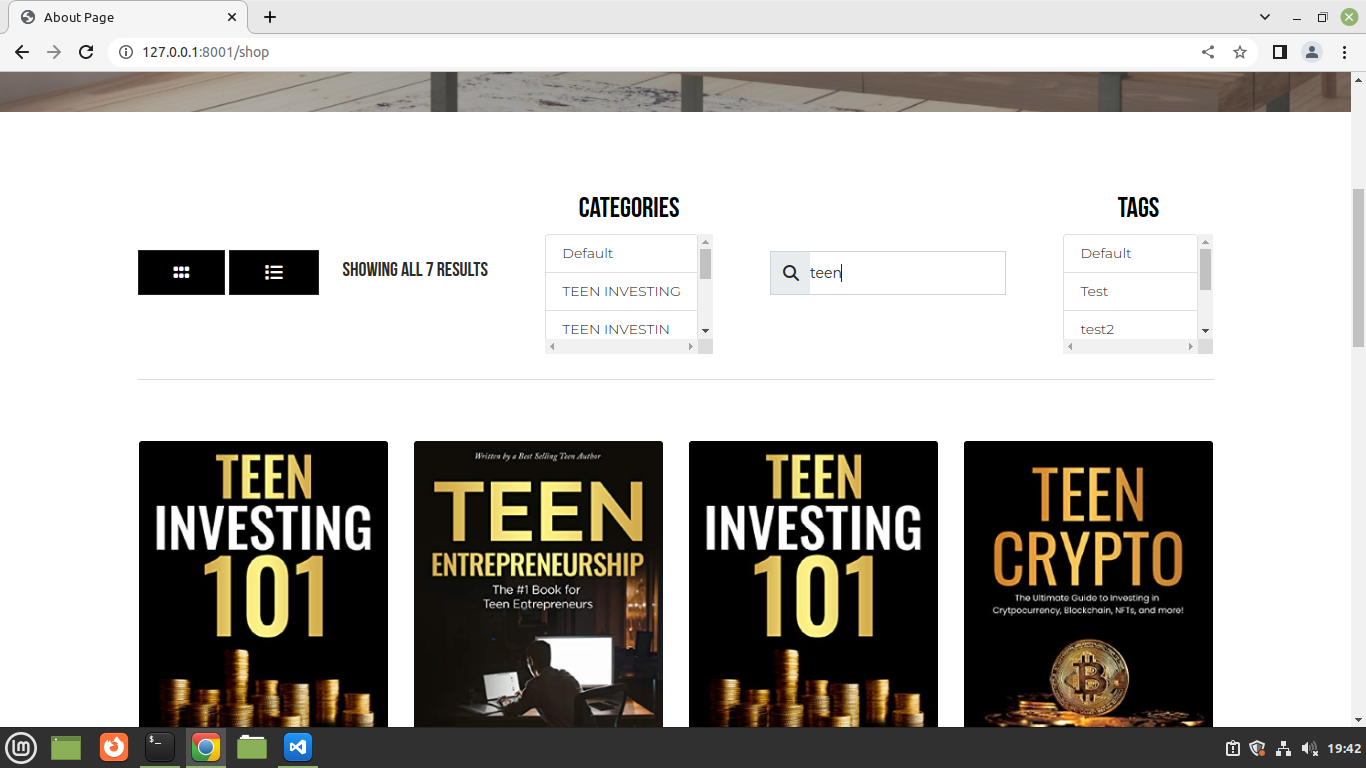 About Page
127.0.0.1:8001/shop
CATEGORIES
TAGS
Default
TEEN INVESTING
TEEN INVESTIN
SHOWING ALL 7 RESULTS
teen
Default
Test
test2
TEEN
INVESTING
101
Written by a Best Selling Teen Author
TEEN
ENTREPRENEURSHIP
The #1 Book for
Teen Entrepreneurs
TEEN
INVESTING
101
TEEN
CRYPTO
The Ultimate Guide to Investing in
Crytpocurrency, Blockchain, NFTs, and more!
$_
19:42